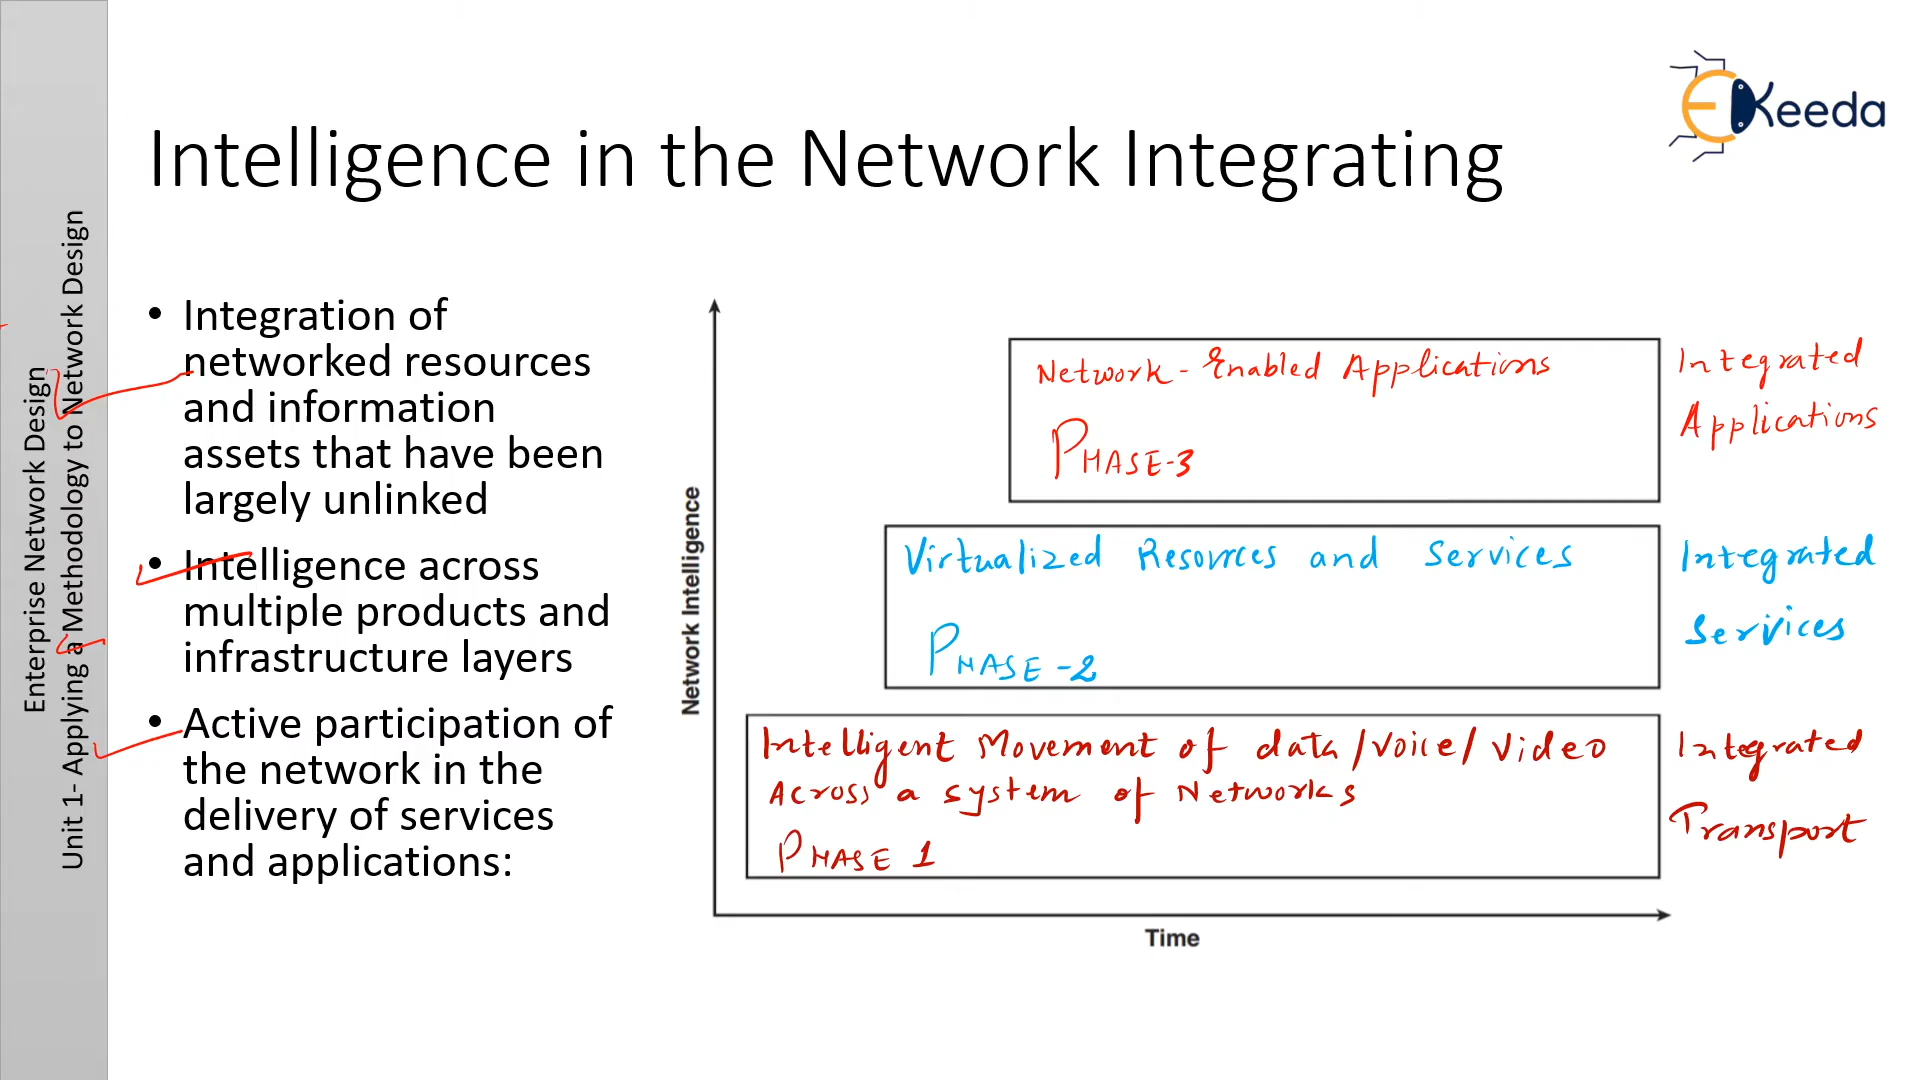 EKeeda
Intelligence in the Network Integrating
Enterprise Network Design
Unit 1- Applying a Methodology to Network Design
• Integration of
networked resources
and information
assets that have been
largely unlinked
• Intelligence across
multiple products and
infrastructure layers
• Active participation of
the network in the
delivery of services
and applications:
Network Intelligence
Network-Enabled Applications
PHASE-3
Integrated
Applications
Virtualized Resources and Services
PHASE-2
Integrated
Services
Intelligent Movement of data/Voice/Video
Across a system of Networks
PHASE 1
Integrated
Transport
Time